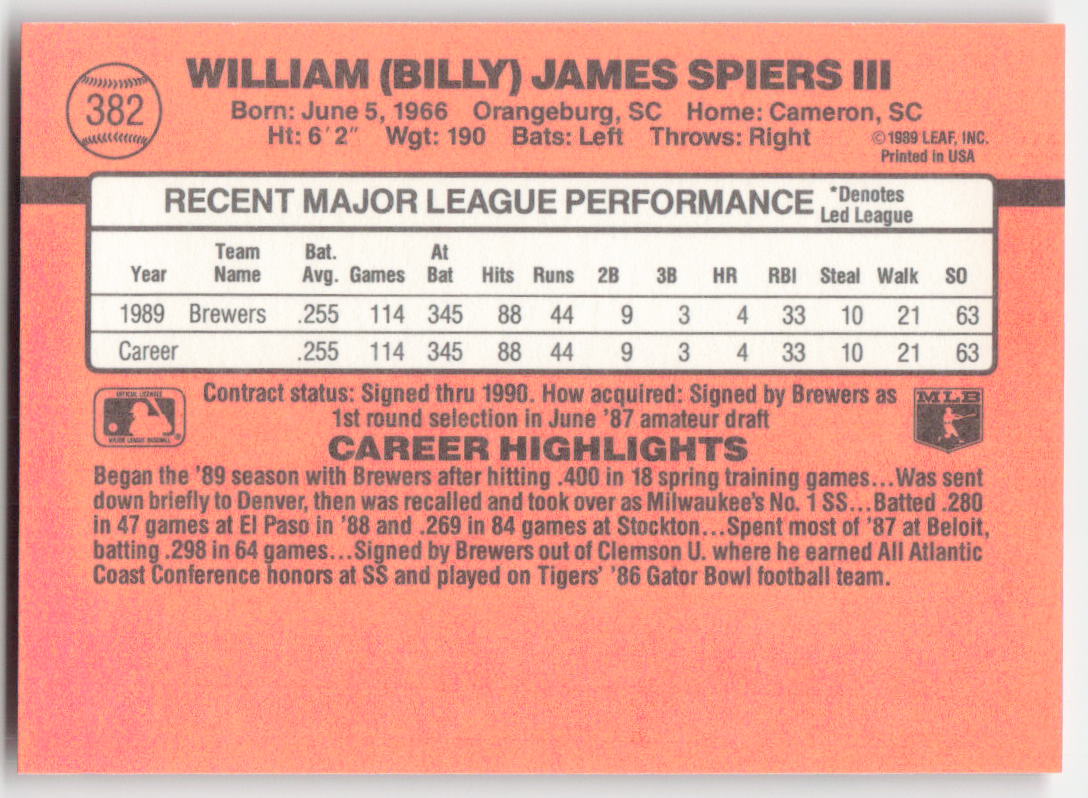 382
WILLIAM (BILLY) JAMES SPIERS III
Born: June 5, 1966 Orangeburg, SC Home: Cameron, SC
Ht: 6'2" Wgt: 190 Bats: Left Throws: Right
©1989 LEAF, INC.
Printed in USA
RECENT MAJOR LEAGUE PERFORMANCE *Denotes Led League
Year Team Name Bat. Avg. Games At Bat Hits Runs 2B 3B HR RBI Steal Walk SO
1989 Brewers .255 114 345 88 44 9 3 4 33 10 21 63
Career .255 114 345 88 44 9 3 4 33 10 21 63
OFFICIAL LICENSEE
MAJOR LEAGUE BASEBALL
Contract status: Signed thru 1990. How acquired: Signed by Brewers as
1st round selection in June '87 amateur draft
MLB
CAREER HIGHLIGHTS
Began the '89 season with Brewers after hitting .400 in 18 spring training games...Was sent
down briefly to Denver, then was recalled and took over as Milwaukee's No. 1 SS...Batted .280
in 47 games at El Paso in '88 and .269 in 84 games at Stockton...Spent most of '87 at Beloit,
batting .298 in 64 games...Signed by Brewers out of Clemson U. where he earned All Atlantic
Coast Conference honors at SS and played on Tigers' '86 Gator Bowl football team.